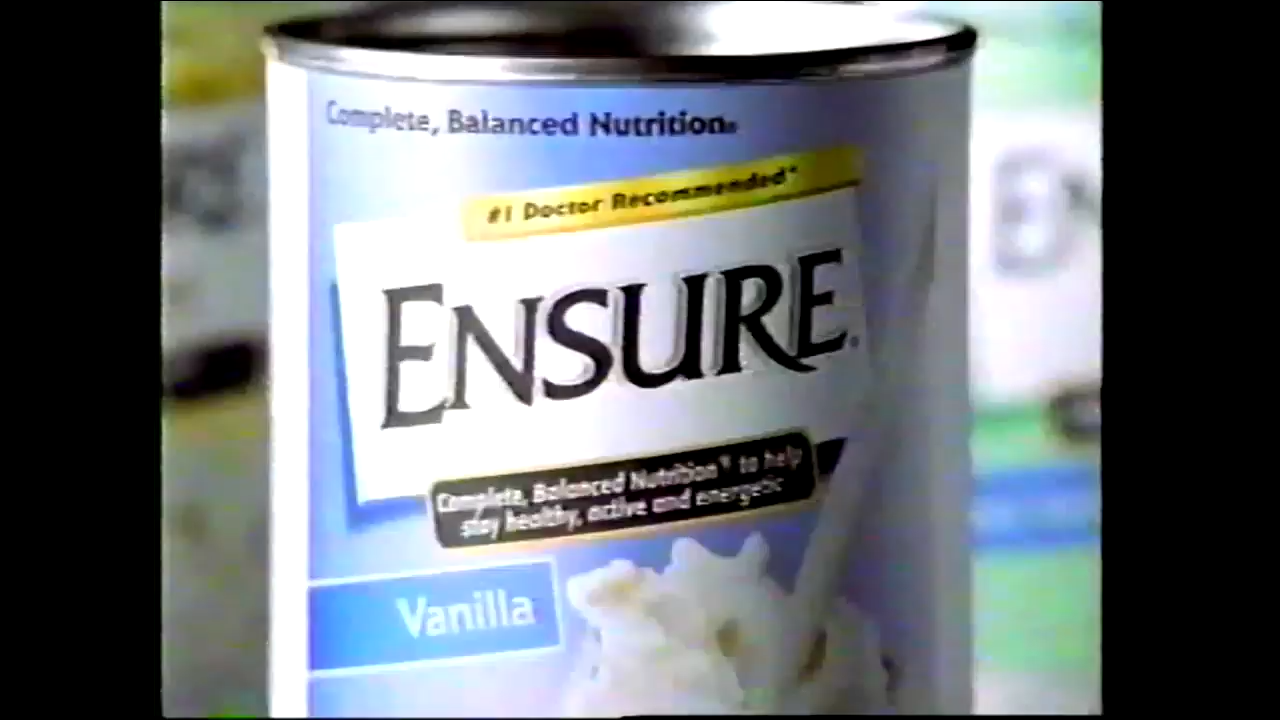 Complete, Balanced Nutrition®
#1 Doctor Recommended*
ENSURE®
Complete, Balanced Nutrition® to help
stay healthy, active and energetic
Vanilla